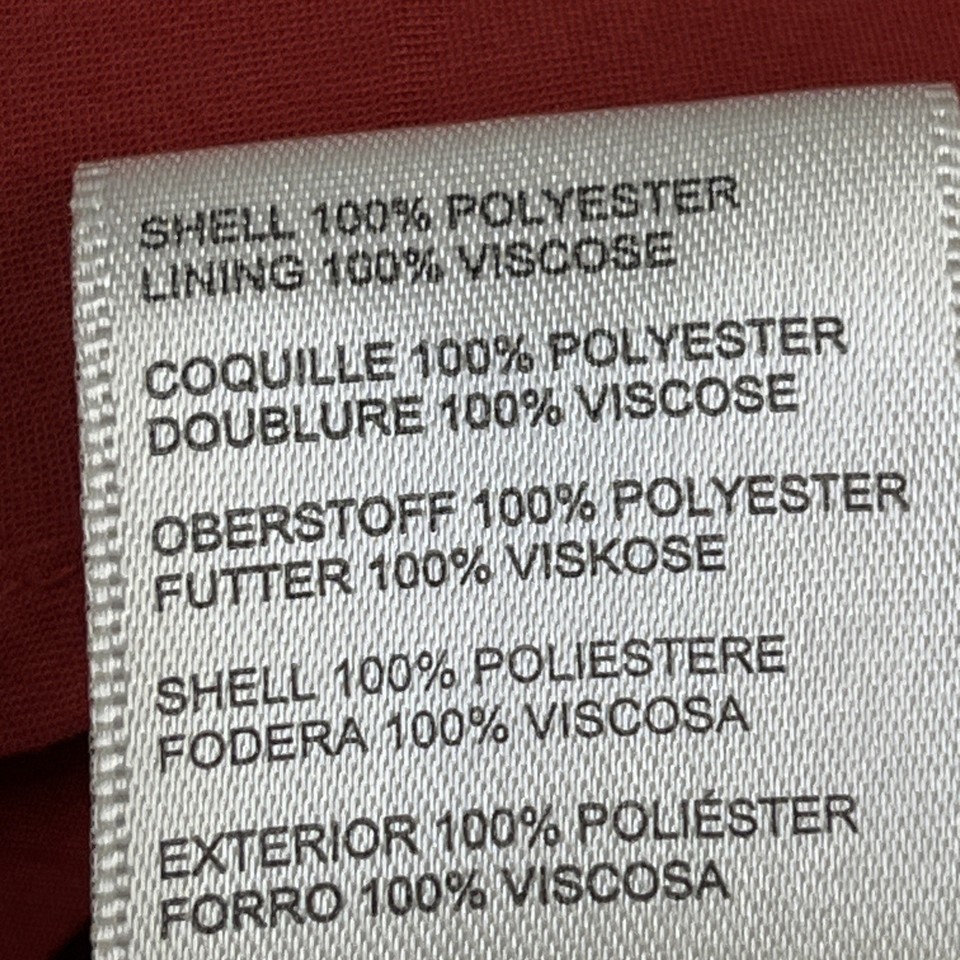 SHELL 100% POLYESTER
LINING 100% VISCOSE
COQUILLE 100% POLYESTER
DOUBLURE 100% VISCOSE
OBERSTOFF 100% POLYESTER
FUTTER 100% VISKOSE
SHELL 100% POLIESTERE
FODERA 100% VISCOSA
EXTERIOR 100% POLIÉSTER
FORRO 100% VISCOSA